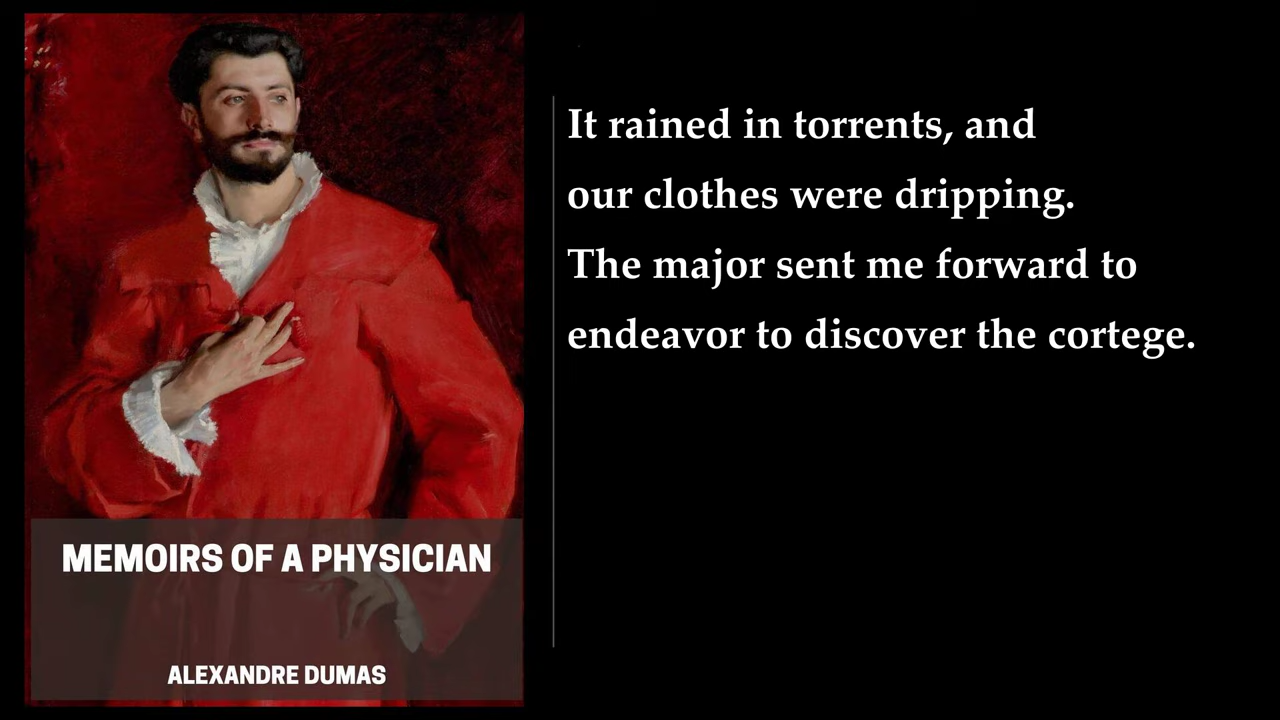 It rained in torrents, and
our clothes were dripping.
The major sent me forward to
endeavor to discover the cortege.
MEMOIRS OF A PHYSICIAN
ALEXANDRE DUMAS